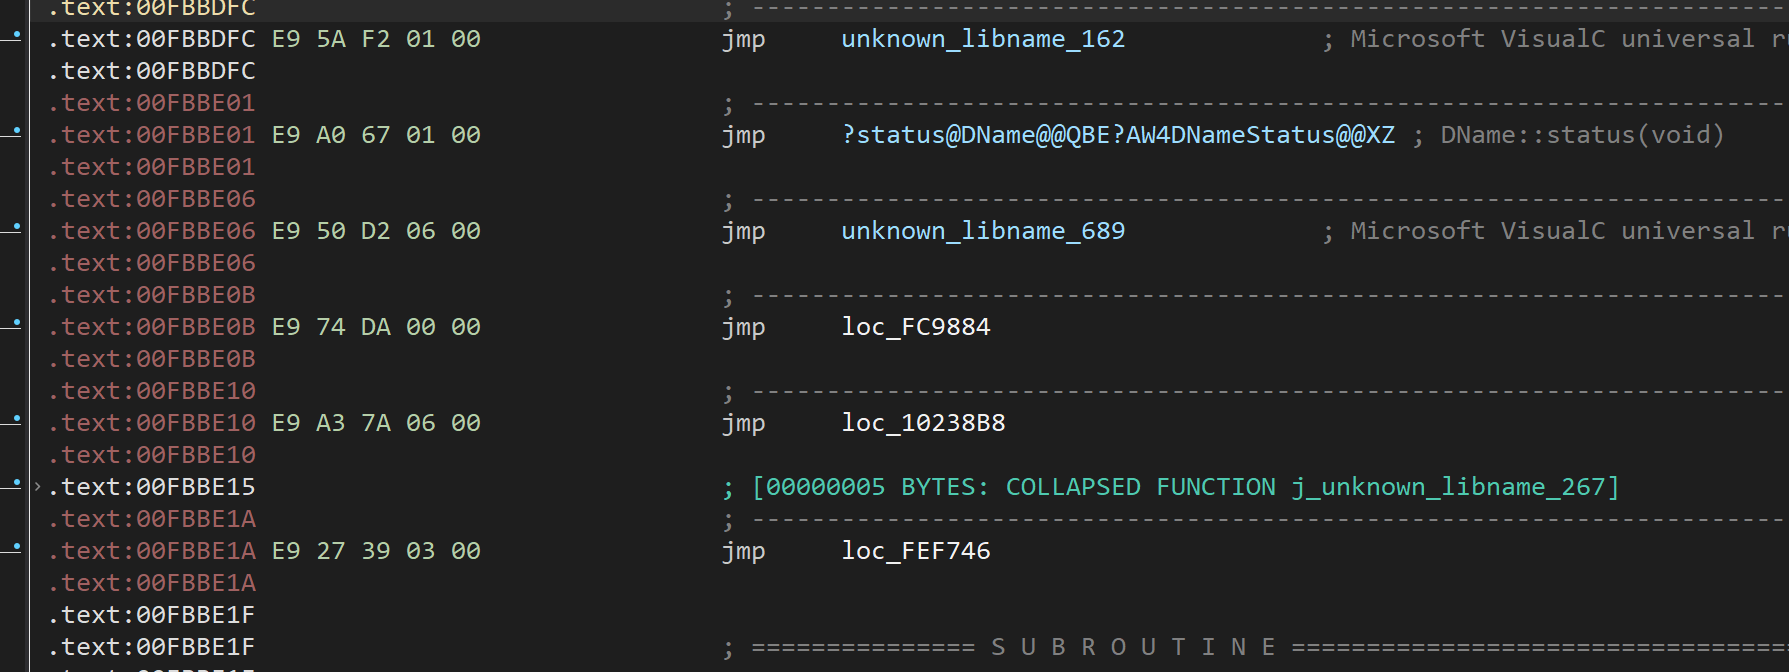 .text:00FBBDFC ; ---------------------------------------------------------------------
.text:00FBBDFC E9 5A F2 01 00 jmp unknown_libname_162 ; Microsoft VisualC universal
.text:00FBBDFC
.text:00FBBE01 ; ---------------------------------------------------------------------
.text:00FBBE01 E9 A0 67 01 00 jmp ?status@DName@@QBE?AW4DNameStatus@@XZ ; DName::status(void)
.text:00FBBE01
.text:00FBBE06 ; ---------------------------------------------------------------------
.text:00FBBE06 E9 50 D2 06 00 jmp unknown_libname_689 ; Microsoft VisualC universal
.text:00FBBE06
.text:00FBBE0B ; ---------------------------------------------------------------------
.text:00FBBE0B E9 74 DA 00 00 jmp loc_FC9884
.text:00FBBE0B
.text:00FBBE10 ; ---------------------------------------------------------------------
.text:00FBBE10 E9 A3 7A 06 00 jmp loc_10238B8
.text:00FBBE10
.text:00FBBE15 ; [00000005 BYTES: COLLAPSED FUNCTION j_unknown_libname_267]
.text:00FBBE1A ; ---------------------------------------------------------------------
.text:00FBBE1A E9 27 39 03 00 jmp loc_FEF746
.text:00FBBE1A
.text:00FBBE1F
.text:00FBBE1F ; =============== S U B R O U T I N E =================================